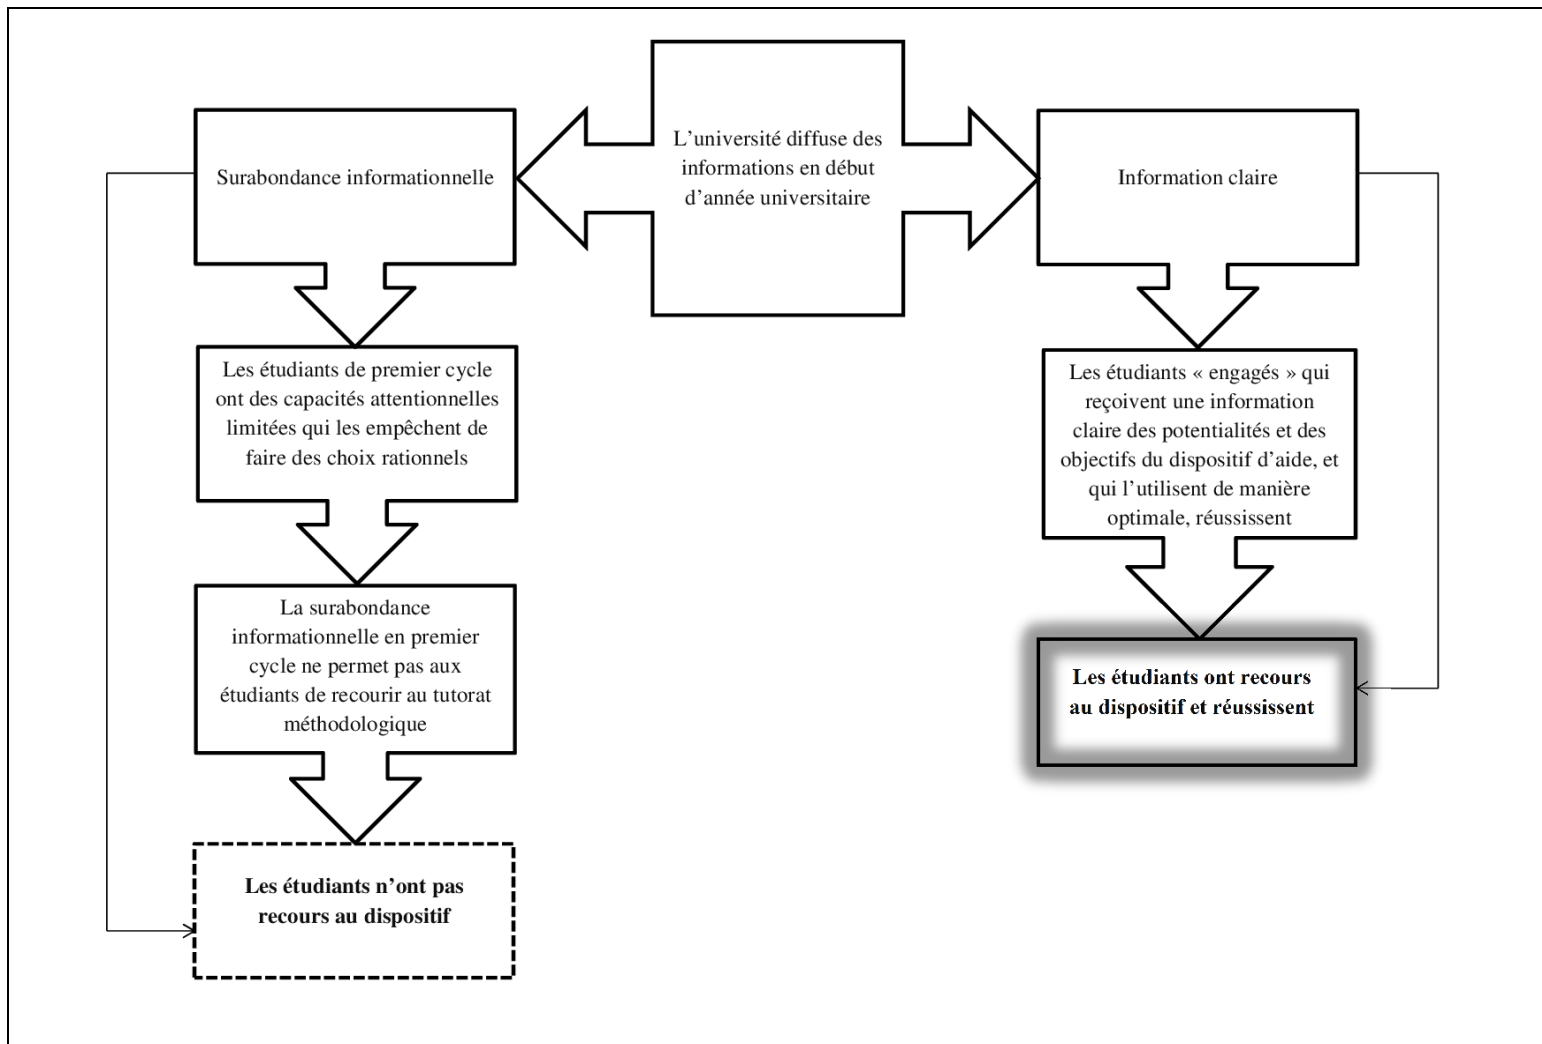 L’université diffuse des
informations en début
d’année universitaire
Surabondance informationnelle
Les étudiants de premier cycle
ont des capacités attentionnelles
limitées qui les empêchent de
faire des choix rationnels
La surabondance
informationnelle en premier
cycle ne permet pas aux
étudiants de recourir au tutorat
méthodologique
Les étudiants n’ont pas
recours au dispositif
Information claire
Les étudiants « engagés » qui
reçoivent une information
claire des potentialités et des
objectifs du dispositif d’aide, et
qui l’utilisent de manière
optimale, réussissent
Les étudiants ont recours
au dispositif et réussissent